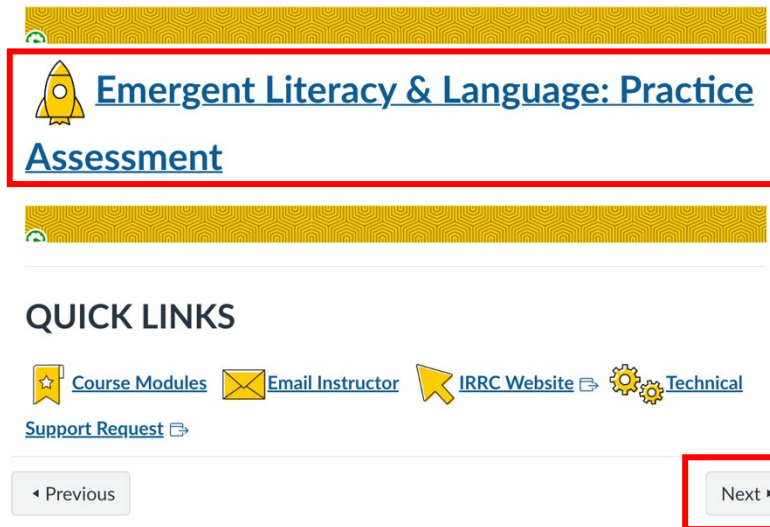 Emergent Literacy & Language: Practice
Assessment
QUICK LINKS
Course Modules Email Instructor IRRC Website Technical
Support Request
Previous Next